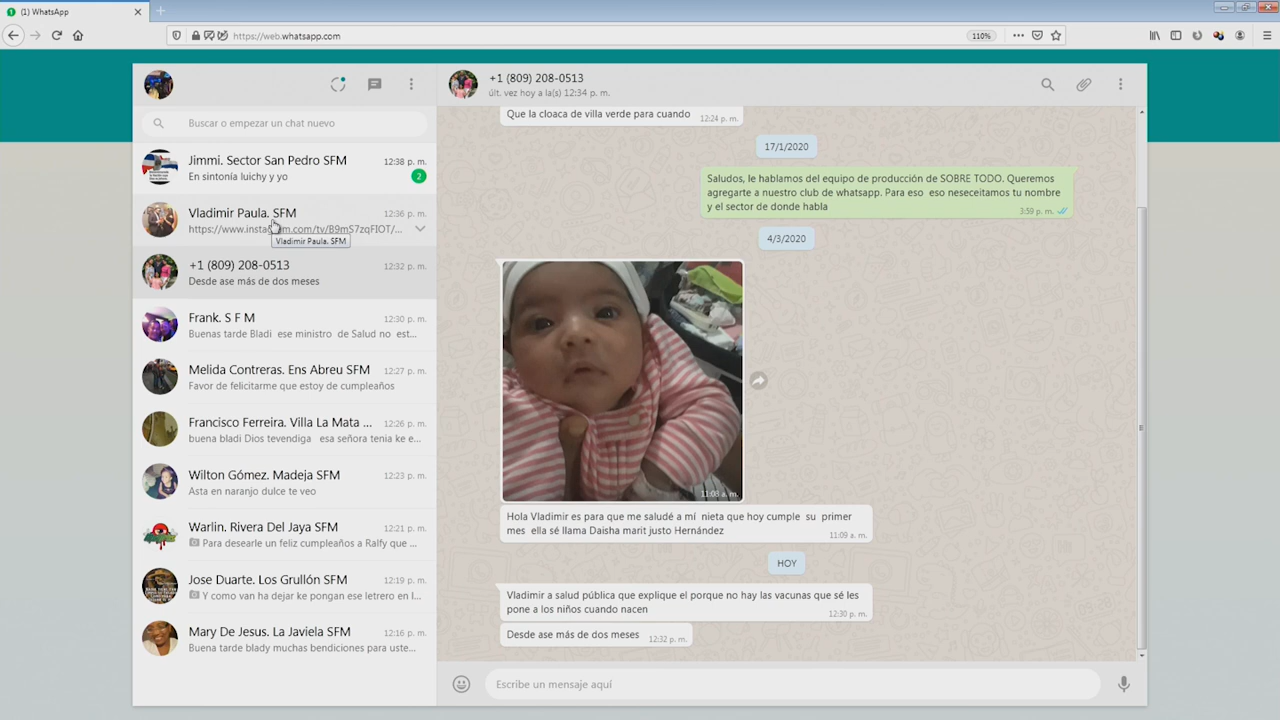 (1) WhatsApp
https://web.whatsapp.com
110%
Buscar o empezar un chat nuevo
Jimmi. Sector San Pedro SFM 12:38 p. m.
En sintonía luichy y yo 2
Vladimir Paula. SFM 12:36 p. m.
https://www.instagram.com/tv/B9mS7zqFIOT/...
Vladimir Paula. SFM
+1 (809) 208-0513 12:32 p. m.
Desde ase más de dos meses
Frank. S F M 12:30 p. m.
Buenas tarde Bladi ese ministro de Salud no est...
Melida Contreras. Ens Abreu SFM 12:27 p. m.
Favor de felicitarme que estoy de cumpleaños
Francisco Ferreira. Villa La Mata ... 12:26 p. m.
buena bladi Dios tevendiga esa señora tenia ke e...
Wilton Gómez. Madeja SFM 12:23 p. m.
Asta en naranjo dulce te veo
Warlin. Rivera Del Jaya SFM 12:21 p. m.
Para desearle un feliz cumpleaños a Ralfy que ...
Jose Duarte. Los Grullón SFM 12:19 p. m.
Y como van ha dejar ke pongan ese letrero en l...
Mary De Jesus. La Javiela SFM 12:16 p. m.
Buena tarde blady muchas bendiciones para uste...
+1 (809) 208-0513
últ. vez hoy a la(s) 12:34 p. m.
Que la cloaca de villa verde para cuando 12:24 p. m.
17/1/2020
Saludos, le hablamos del equipo de producción de SOBRE TODO. Queremos
agregarte a nuestro club de whatsapp. Para eso eso neseceitamos tu nombre
y el sector de donde habla 3:59 p. m.
4/3/2020
11:08 a. m.
Hola Vladimir es para que me saludé a mí nieta que hoy cumple su primer
mes ella sé llama Daisha marit justo Hernández 11:09 a. m.
HOY
Vladimir a salud pública que explique el porque no hay las vacunas que sé les
pone a los niños cuando nacen 12:30 p. m.
Desde ase más de dos meses 12:32 p. m.
Escribe un mensaje aquí